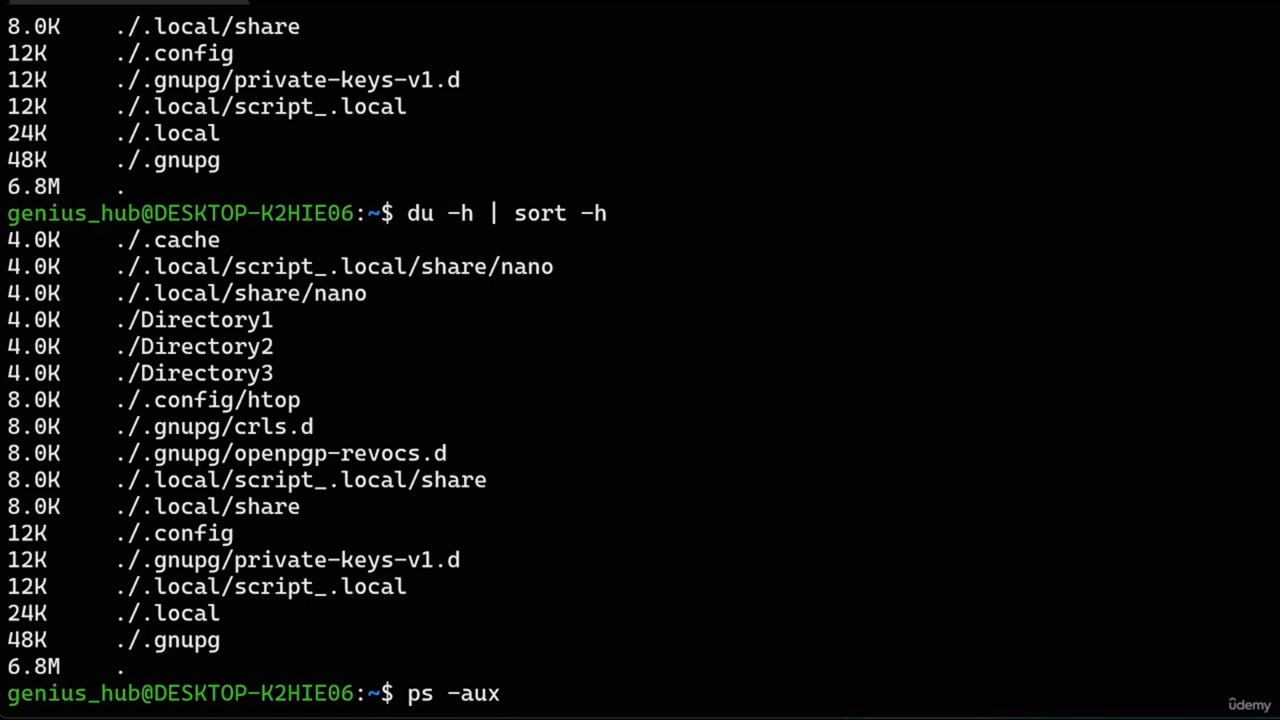 8.0K    ./.local/share
12K     ./.config
12K     ./.gnupg/private-keys-v1.d
12K     ./.local/script_.local
24K     ./.local
48K     ./.gnupg
6.8M    .
genius_hub@DESKTOP-K2HIE06:~$ du -h | sort -h
4.0K    ./.cache
4.0K    ./.local/script_.local/share/nano
4.0K    ./.local/share/nano
4.0K    ./Directory1
4.0K    ./Directory2
4.0K    ./Directory3
8.0K    ./.config/htop
8.0K    ./.gnupg/crls.d
8.0K    ./.gnupg/openpgp-revocs.d
8.0K    ./.local/script_.local/share
8.0K    ./.local/share
12K     ./.config
12K     ./.gnupg/private-keys-v1.d
12K     ./.local/script_.local
24K     ./.local
48K     ./.gnupg
6.8M    .
genius_hub@DESKTOP-K2HIE06:~$ ps -aux
ûdemy